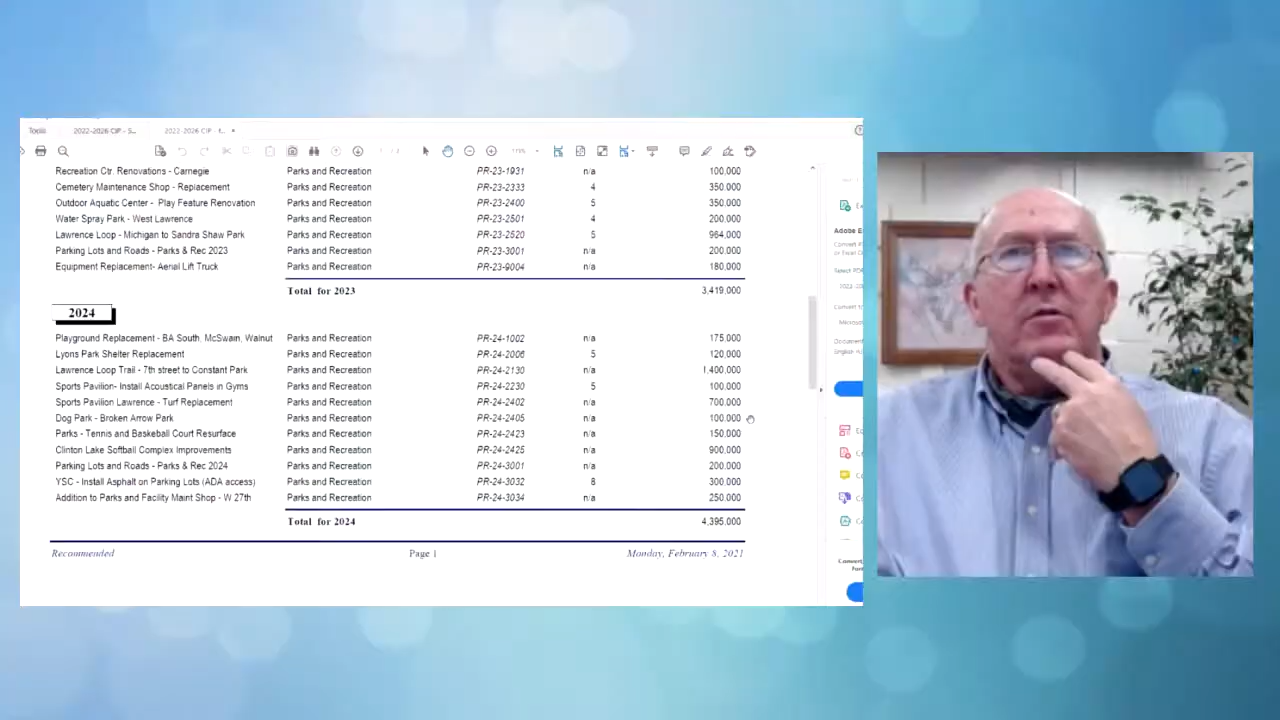 Tools 2022-2026 CIP - S... 2022-2026 CIP - f...
Recreation Ctr. Renovations - Carnegie Parks and Recreation PR-23-1931 n/a 100,000
Cemetery Maintenance Shop - Replacement Parks and Recreation PR-23-2333 4 350,000
Outdoor Aquatic Center - Play Feature Renovation Parks and Recreation PR-23-2400 5 350,000
Water Spray Park - West Lawrence Parks and Recreation PR-23-2501 4 200,000
Lawrence Loop - Michigan to Sandra Shaw Park Parks and Recreation PR-23-2520 5 964,000
Parking Lots and Roads - Parks & Rec 2023 Parks and Recreation PR-23-3001 n/a 200,000
Equipment Replacement- Aerial Lift Truck Parks and Recreation PR-23-9004 n/a 180,000
Total for 2023 3,419,000
2024
Playground Replacement - BA South, McSwain, Walnut Parks and Recreation PR-24-1002 n/a 175,000
Lyons Park Shelter Replacement Parks and Recreation PR-24-2006 5 120,000
Lawrence Loop Trail - 7th street to Constant Park Parks and Recreation PR-24-2130 n/a 1,400,000
Sports Pavilion- Install Acoustical Panels in Gyms Parks and Recreation PR-24-2230 5 100,000
Sports Pavilion Lawrence - Turf Replacement Parks and Recreation PR-24-2402 n/a 700,000
Dog Park - Broken Arrow Park Parks and Recreation PR-24-2405 n/a 100,000
Parks - Tennis and Baskeball Court Resurface Parks and Recreation PR-24-2423 n/a 150,000
Clinton Lake Softball Complex Improvements Parks and Recreation PR-24-2425 n/a 900,000
Parking Lots and Roads - Parks & Rec 2024 Parks and Recreation PR-24-3001 n/a 200,000
YSC - Install Asphalt on Parking Lots (ADA access) Parks and Recreation PR-24-3032 8 300,000
Addition to Parks and Facility Maint Shop - W 27th Parks and Recreation PR-24-3034 n/a 250,000
Total for 2024 4,395,000
Recommended Page 1 Monday, February 8, 2021
Adobe E